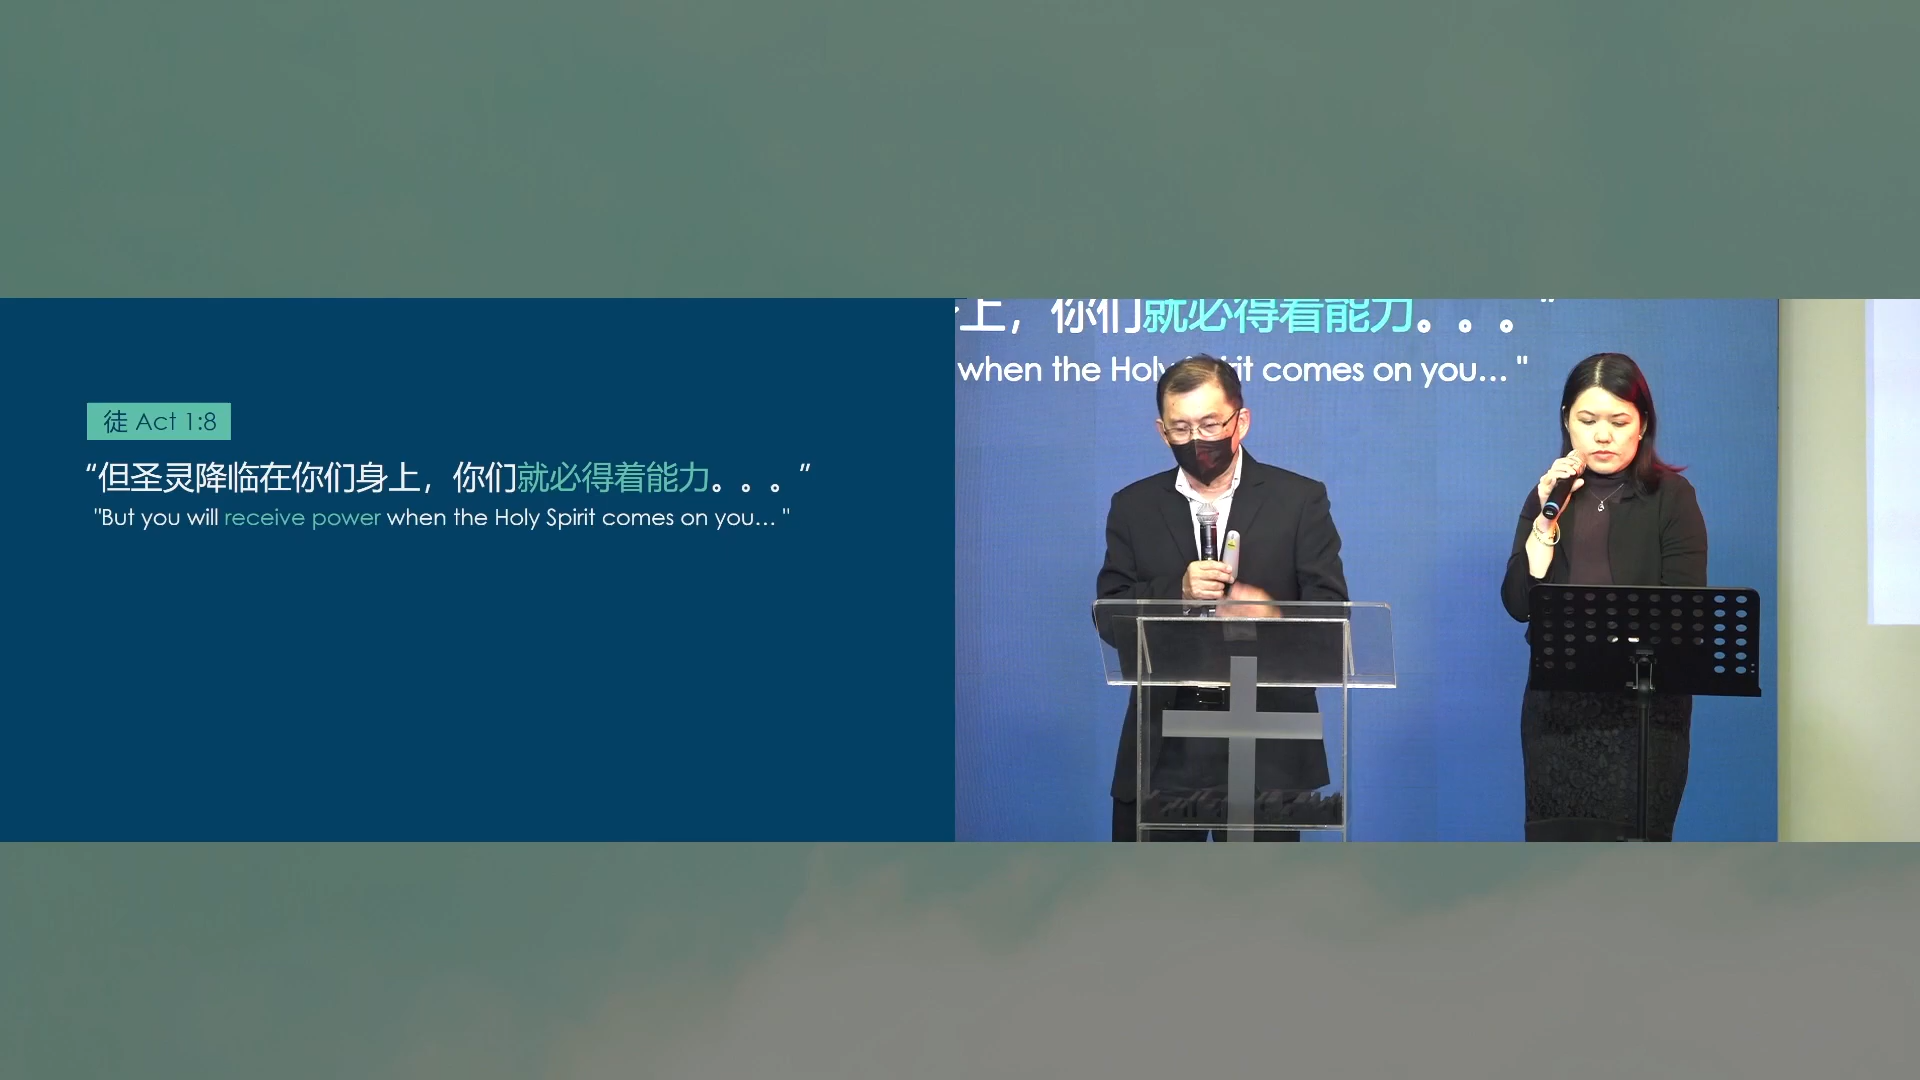 徒 Act 1:8
“但圣灵降临在你们身上，你们就必得着能力。。。”
"But you will receive power when the Holy Spirit comes on you... "
上，你们就必得着能力。。。”
when the Holy Spirit comes on you... "